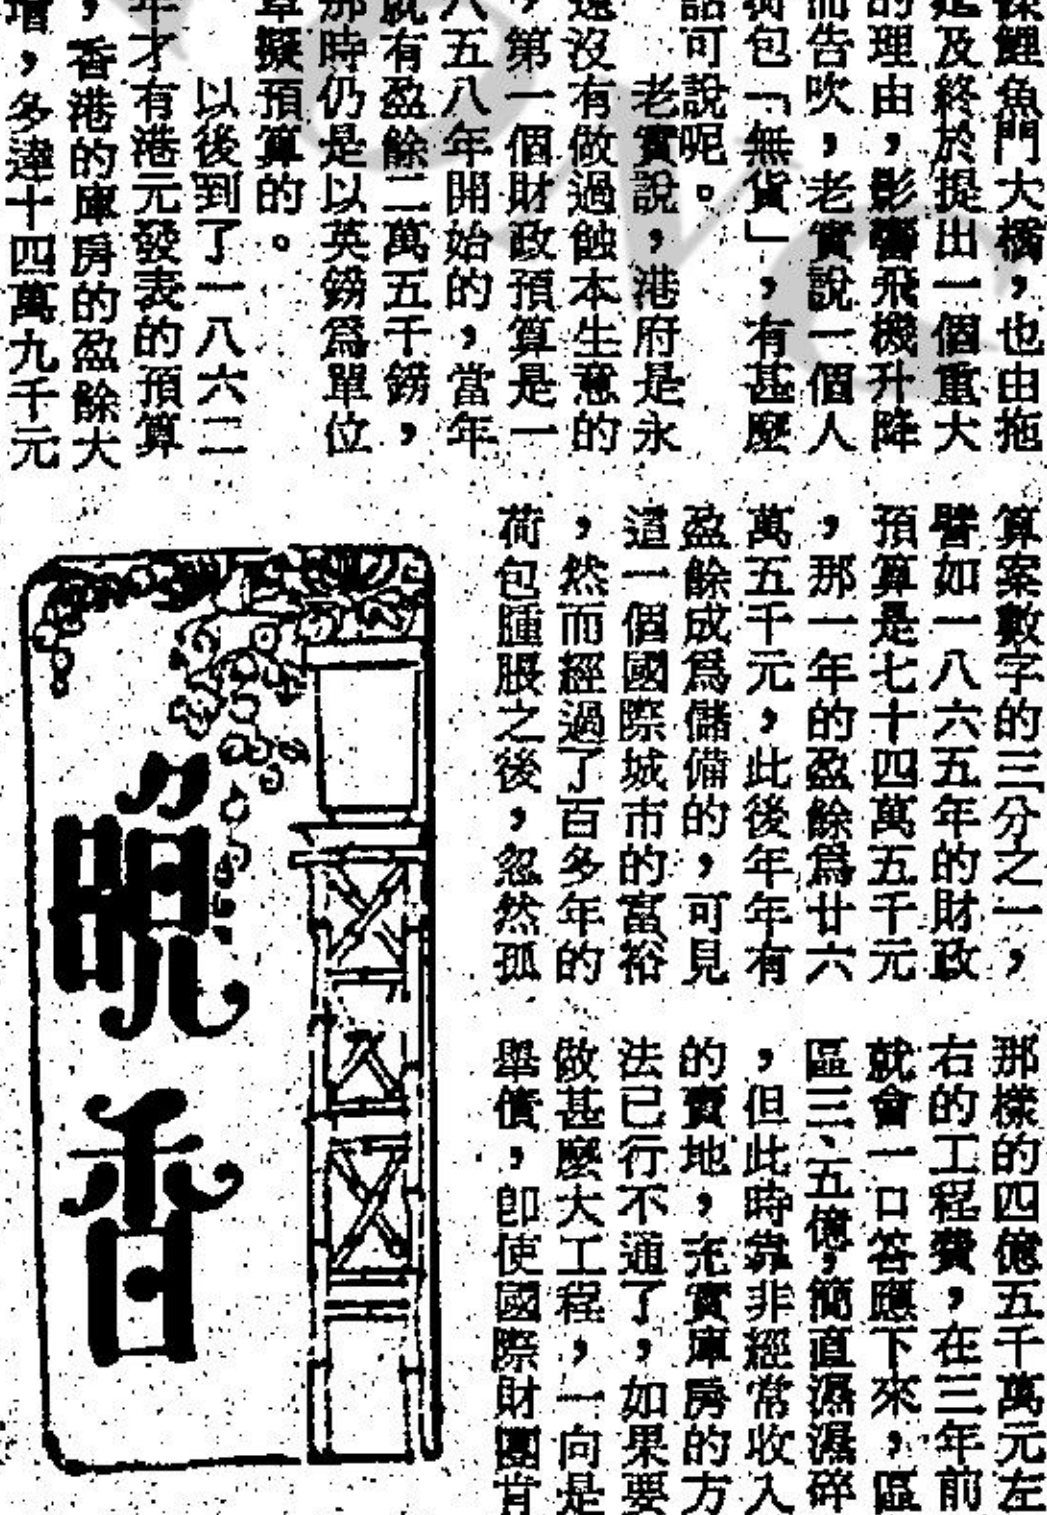 傑鯉魚門大橋，也由拖
是及終於提出一個重大
的理由，影響飛機升降
而告吹，老實說一個人
荷包「無貨」，有甚麼
話可說呢。
老實說，港府是永
遠沒有做過蝕本生意的
，第一個財政預算是一
八五八年開始的，當年
就有盈餘二萬五千鎊，
那時仍是以英鎊爲單位
草擬預算的。
以後到了一八六二
年才有港元發表的預算
，香港的庫房的盈餘大
增，多達十四萬九千元
算案數字的三分之一，
譬如一八六五年的財政
預算是七十四萬五千元
，那一年的盈餘爲廿六
萬五千元，此後年年有
盈餘成爲儲備的，可見
這一個國際城市的富裕
，然而經過了百多年的
荷包腫脹之後，忽然孤
那樣的四億五千萬元左
右的工程費，在三年前
就會一口答應下來，區
區三、五億，簡直濕濕碎
，但此時靠非經常收入
的賣地，充實庫房的方
法已行不通了，如果要
做甚麼大工程，一向是
舉債，即使國際財團肯
香